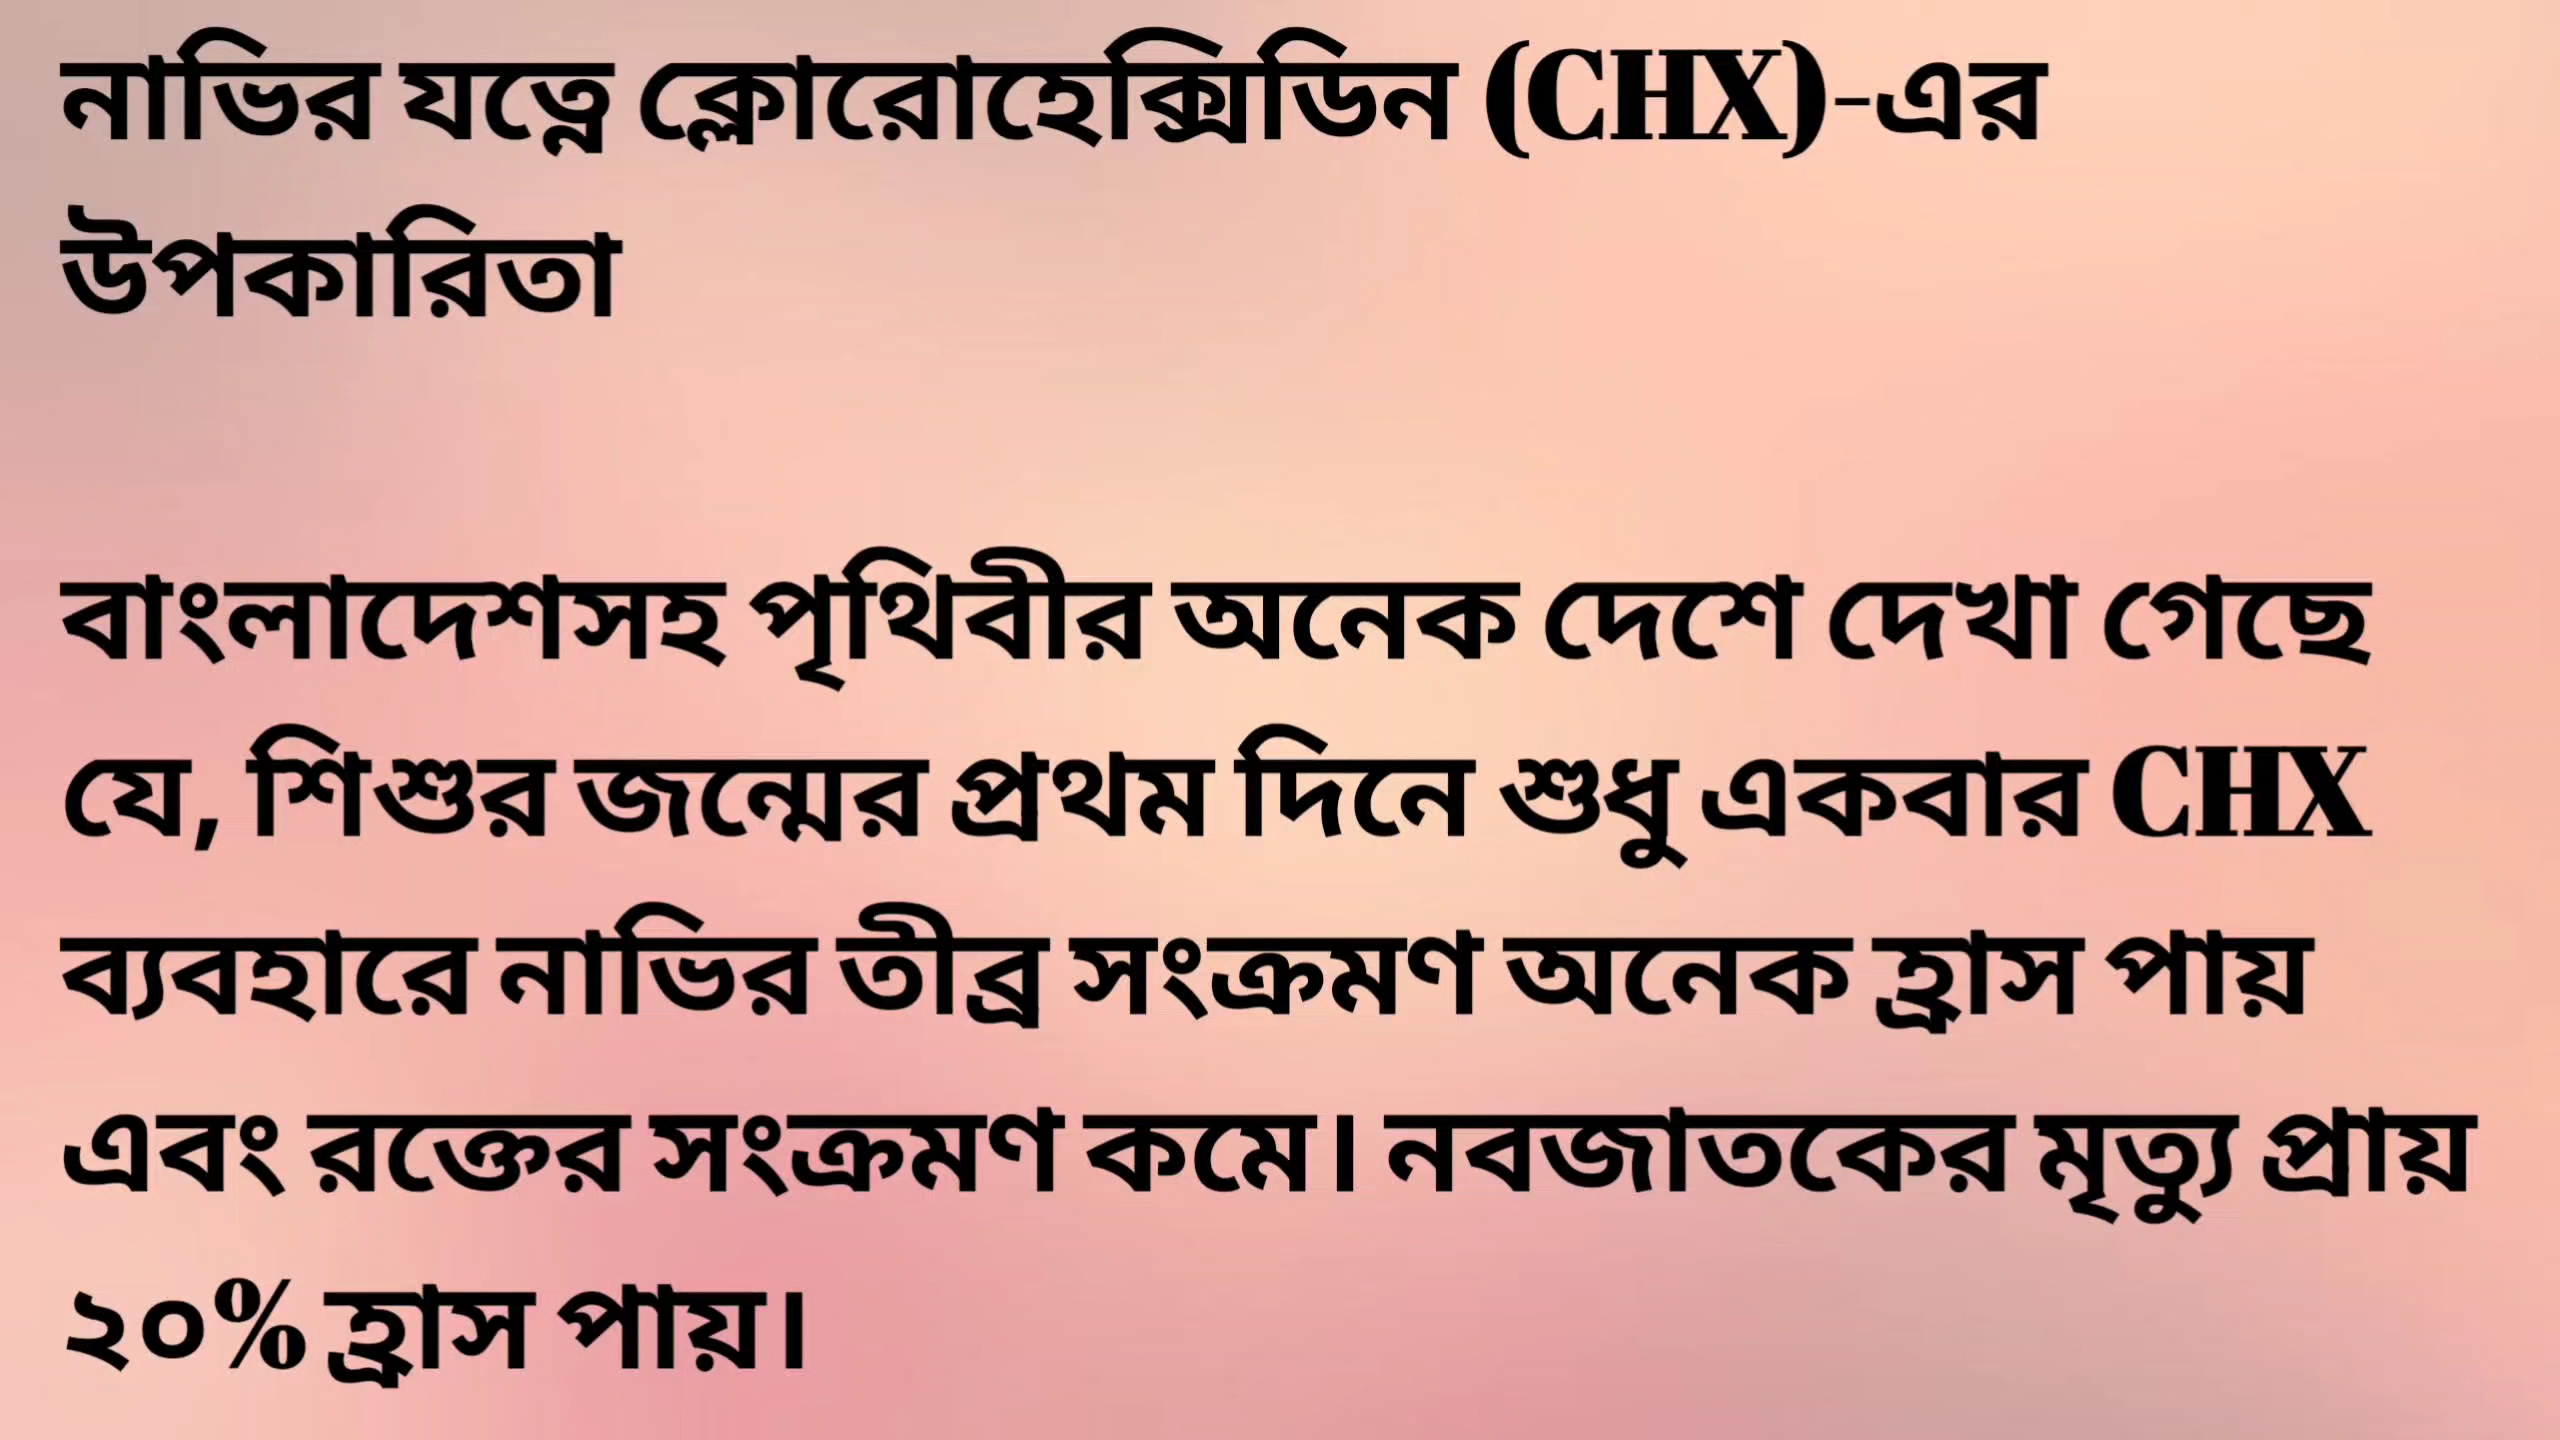 নাভির যত্নে ক্লোরোহেক্সিডিন (CHX)-এর
উপকারিতা
বাংলাদেশসহ পৃথিবীর অনেক দেশে দেখা গেছে
যে, শিশুর জন্মের প্রথম দিনে শুধু একবার CHX
ব্যবহারে নাভির তীব্র সংক্রমণ অনেক হ্রাস পায়
এবং রক্তের সংক্রমণ কমে। নবজাতকের মৃত্যু প্রায়
২০% হ্রাস পায়।